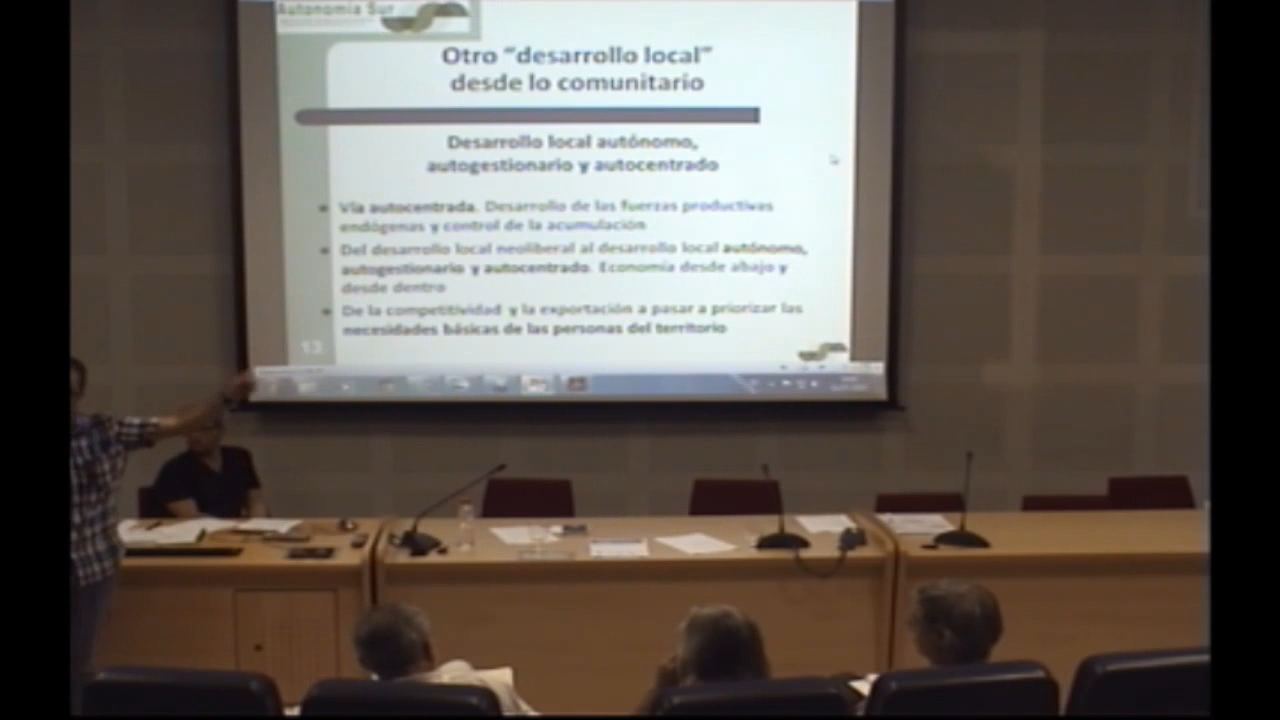 Autonomía Sur
Otro “desarrollo local”
desde lo comunitario
Desarrollo local autónomo,
autogestionario y autocentrado
Vía autocentrada. Desarrollo de las fuerzas productivas
endógenas y control de la acumulación
Del desarrollo local neoliberal al desarrollo local autónomo,
autogestionario y autocentrado. Economía desde abajo y
desde dentro
De la competitividad y la exportación a pasar a priorizar las
necesidades básicas de las personas del territorio
13